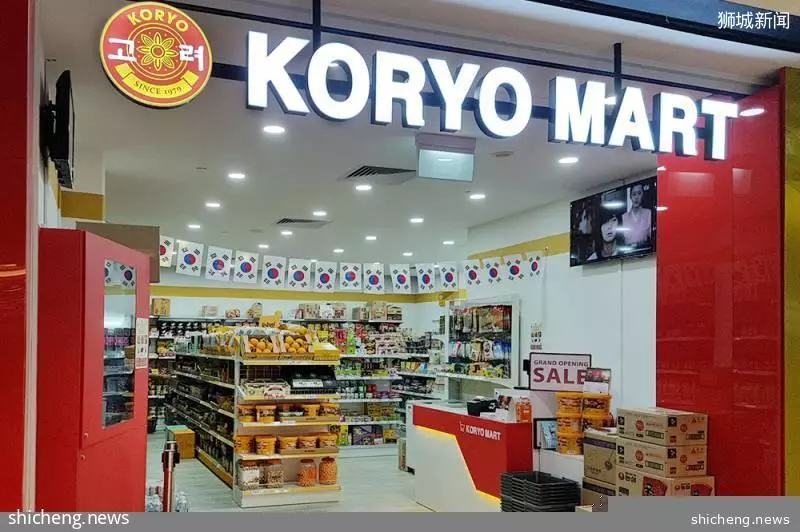 狮城新闻
KORYO
고 려
SINCE 1979
KORYO MART
GRAND OPENING
SALE
KORYO MART
shicheng.news
shicheng.news